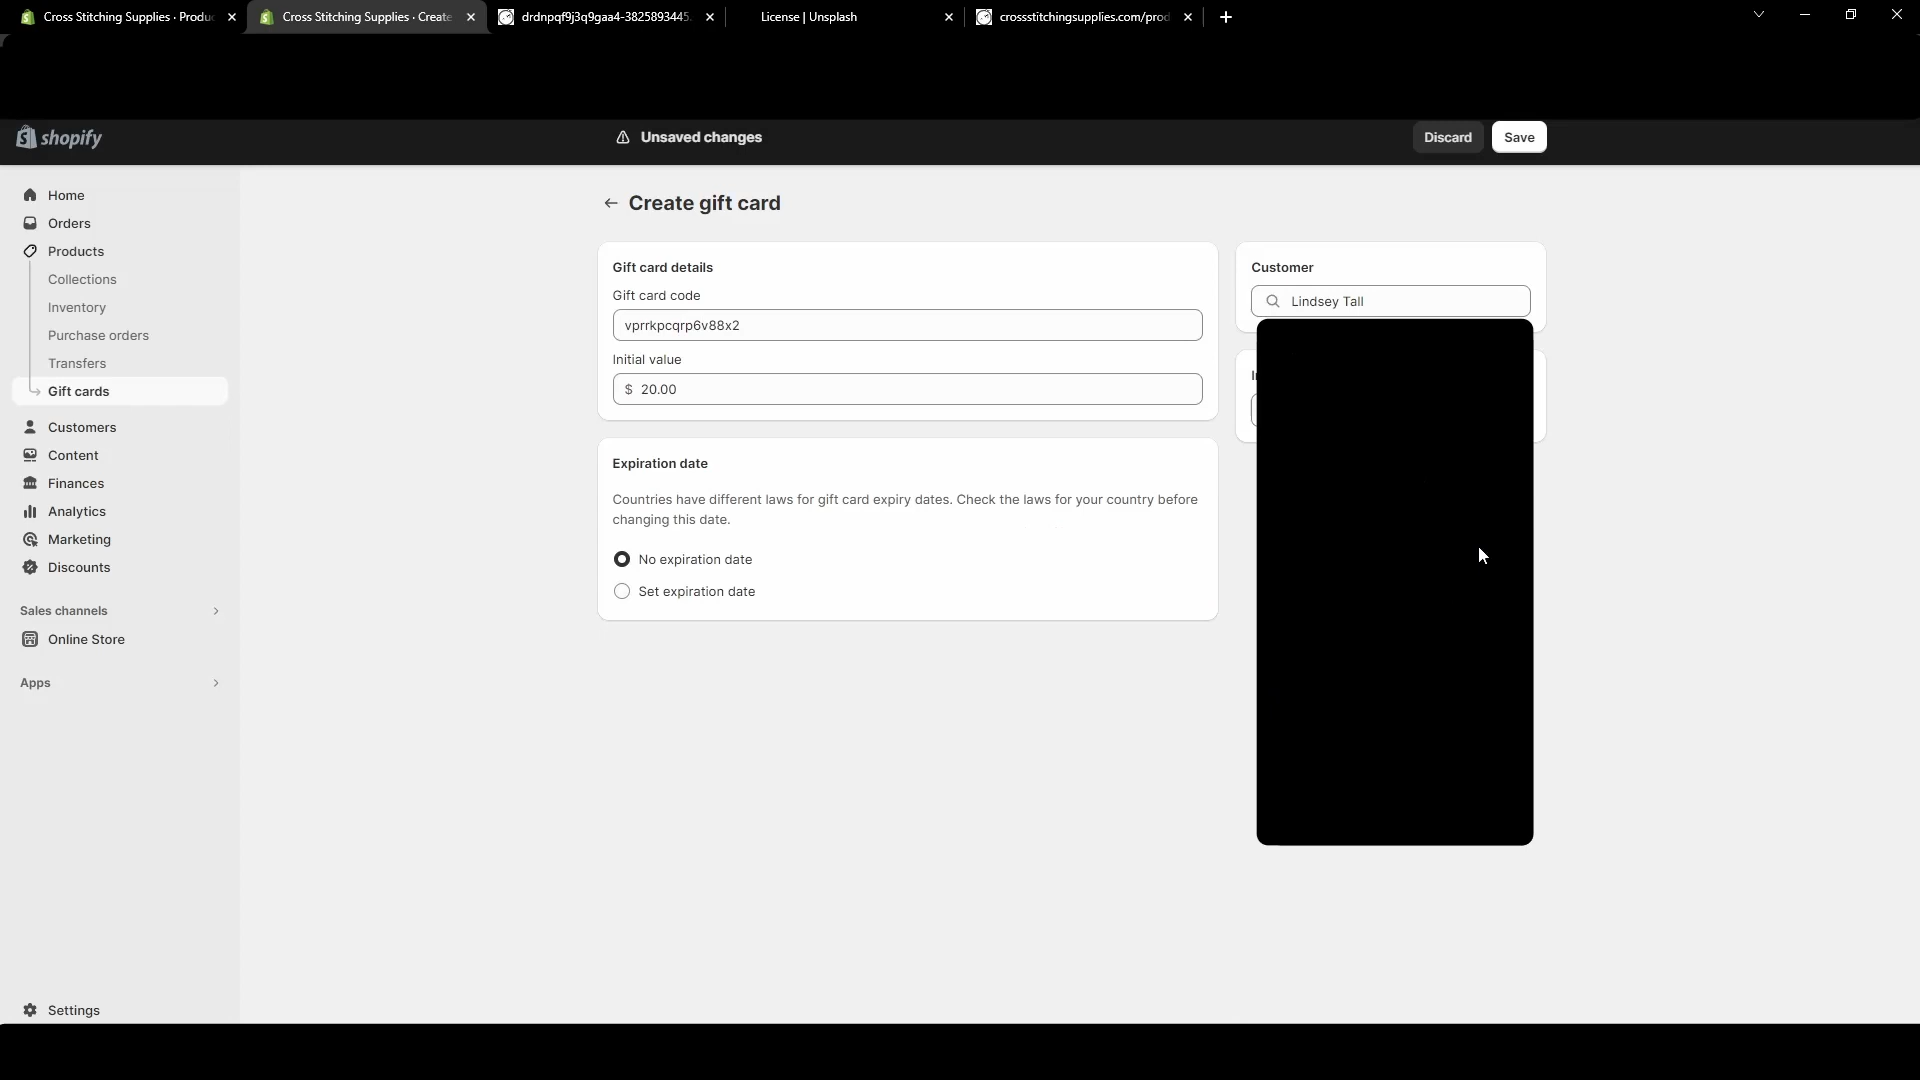 Cross Stitching Supplies · Produc
Cross Stitching Supplies · Create
drdnpqf9j3q9gaa4-3825893445.
License | Unsplash
crossstitchingsupplies.com/prod
shopify
Unsaved changes
Discard
Save
Home
Orders
Products
Collections
Inventory
Purchase orders
Transfers
Gift cards
Customers
Content
Finances
Analytics
Marketing
Discounts
Sales channels
Online Store
Apps
Settings
Create gift card
Gift card details
Gift card code
vprrkpcqrp6v88x2
Initial value
$ 20.00
Expiration date
Countries have different laws for gift card expiry dates. Check the laws for your country before
changing this date.
No expiration date
Set expiration date
Customer
Lindsey Tall